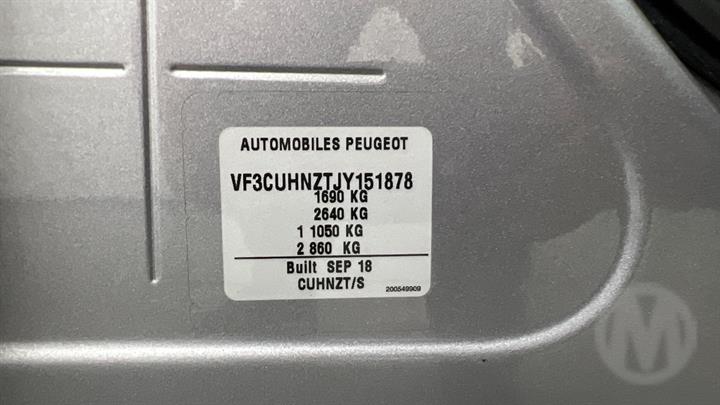 AUTOMOBILES PEUGEOT
VF3CUHNZTJY151878
1690 KG
2640 KG
1 1050 KG
2 860 KG
Built SEP 18
CUHNZT/S
200549909
M